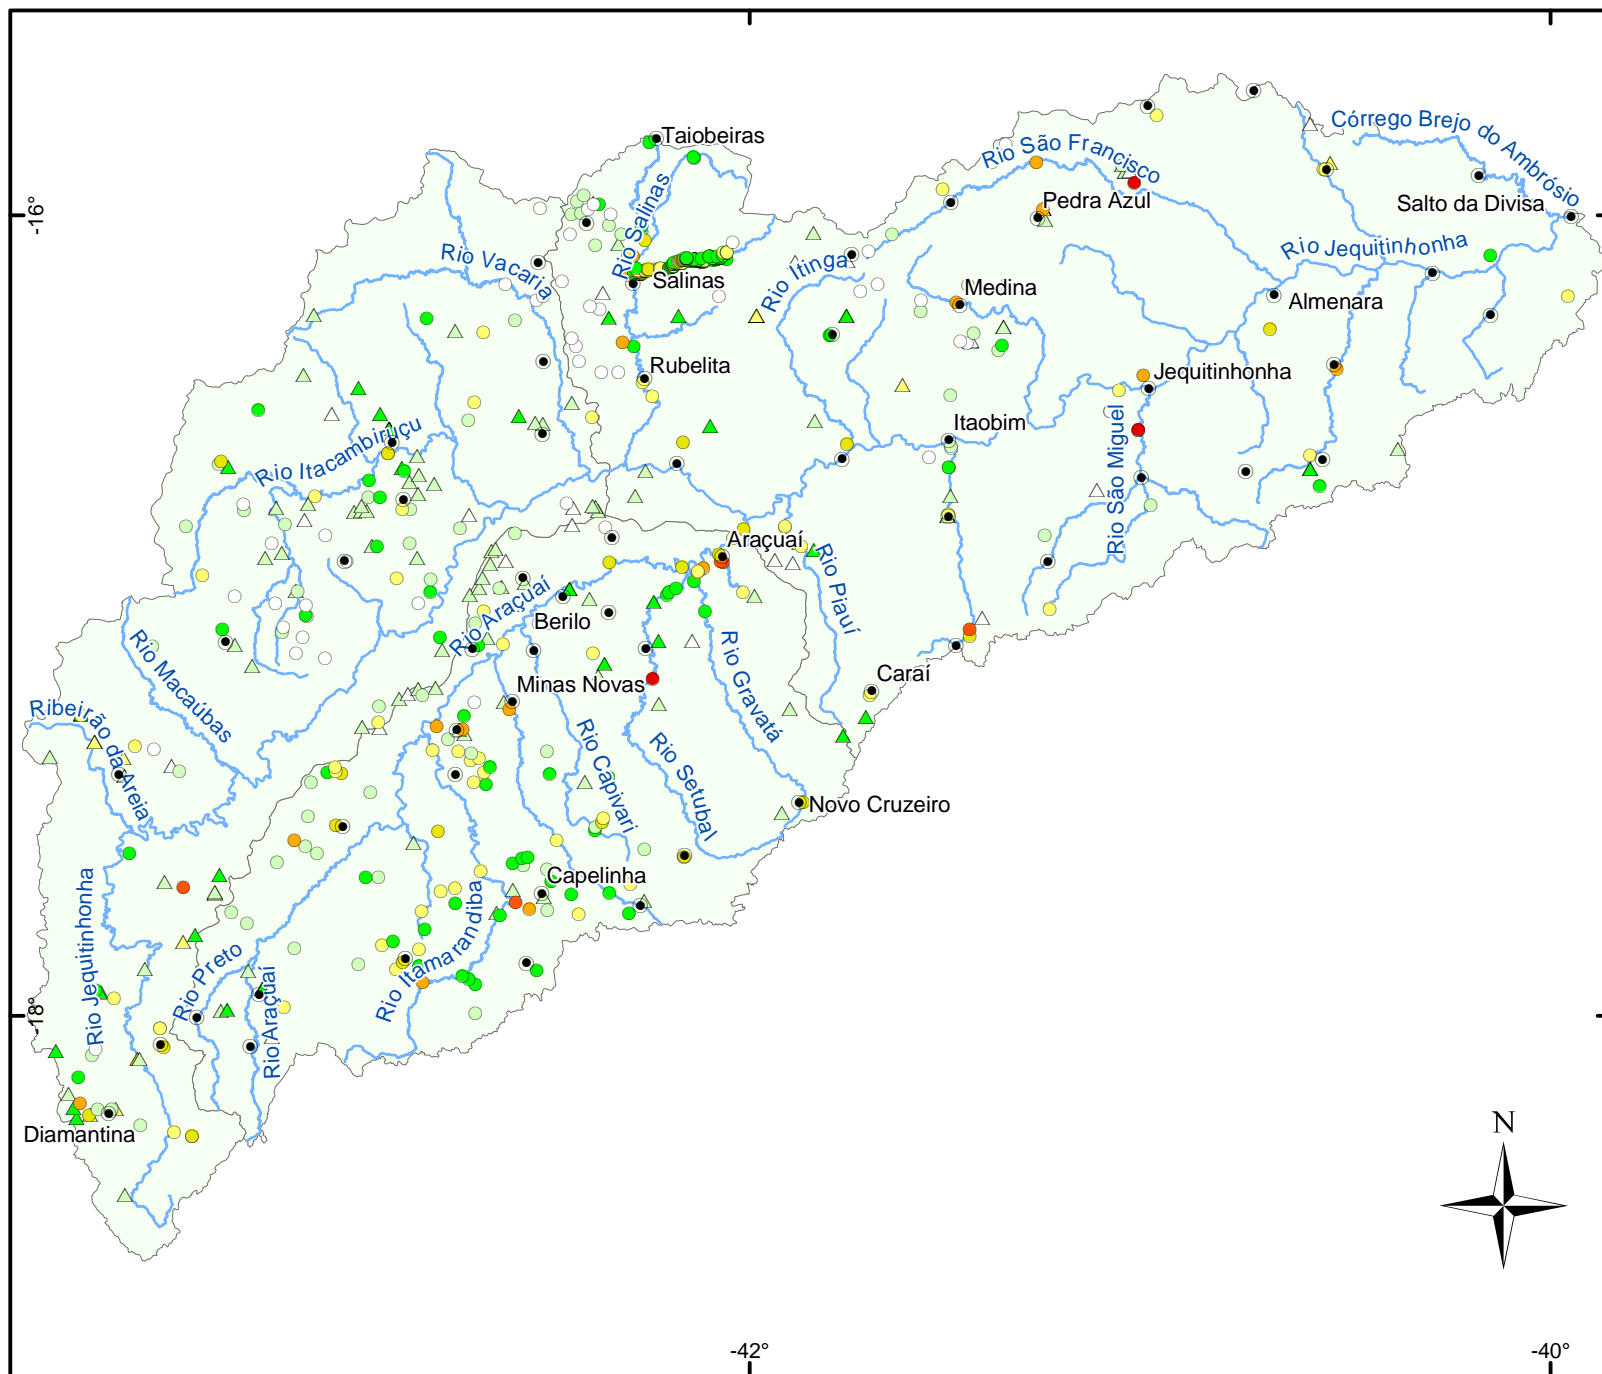 Taiobeiras
Córrego Brejo do Ambrósio
Rio São Francisco
Rio Salinas
Pedra Azul
Salto da Divisa
-16°
Rio Vacaria
Rio Jequitinhonha
Rio Itinga
Salinas
Medina
Almenara
Rubelita
Jequitinhonha
Itaobim
Rio Itacambiruçu
Rio São Miguel
Araçuaí
Rio Piauí
Rio Araçuaí
Berilo
Rio Macaúbas
Rio Gravatá
Caraí
Minas Novas
Ribeirão da Areia
Rio Capivari
Rio Setubal
Novo Cruzeiro
Capelinha
Rio Jequitinhonha
Rio Itamarandiba
Rio Preto
Rio Araçuaí
-18°
Diamantina
N
-42°
-40°